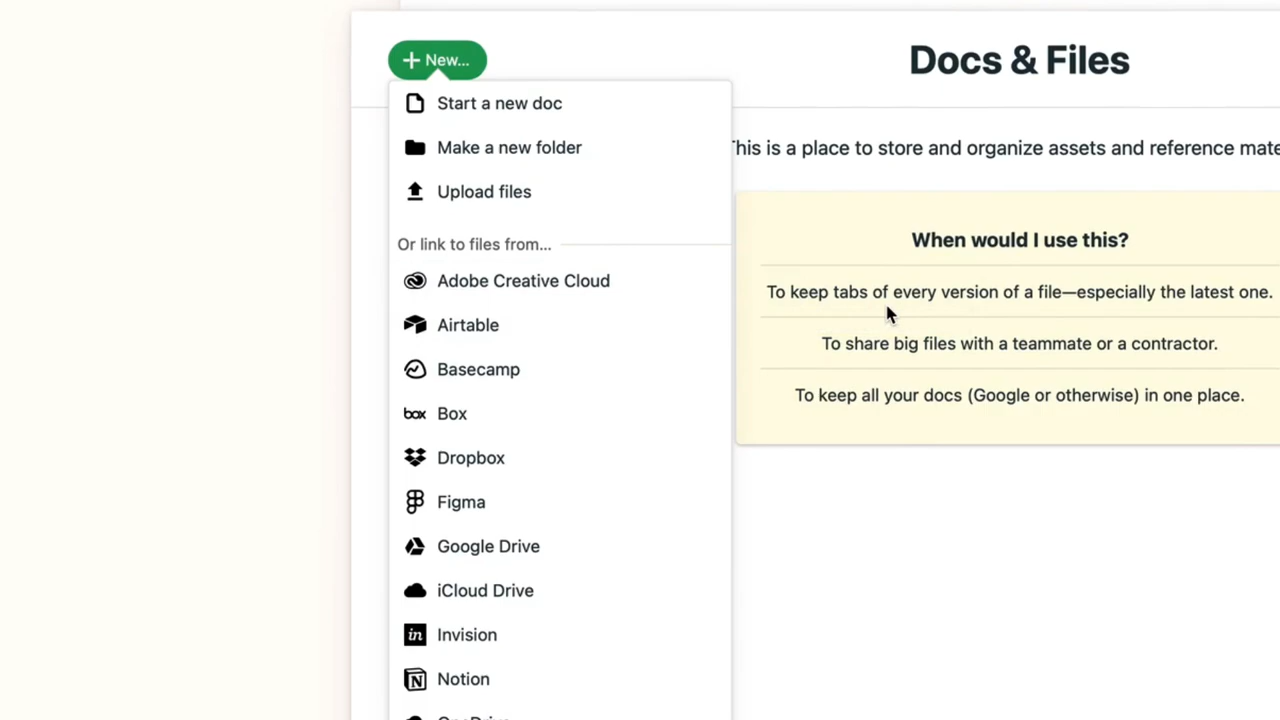 New...
Docs & Files
Start a new doc
Make a new folder
Upload files
Or link to files from...
Adobe Creative Cloud
Airtable
Basecamp
box Box
Dropbox
Figma
Google Drive
iCloud Drive
in Invision
N Notion
OneDrive
This is a place to store and organize assets and reference mate
When would I use this?
To keep tabs of every version of a file—especially the latest one.
To share big files with a teammate or a contractor.
To keep all your docs (Google or otherwise) in one place.